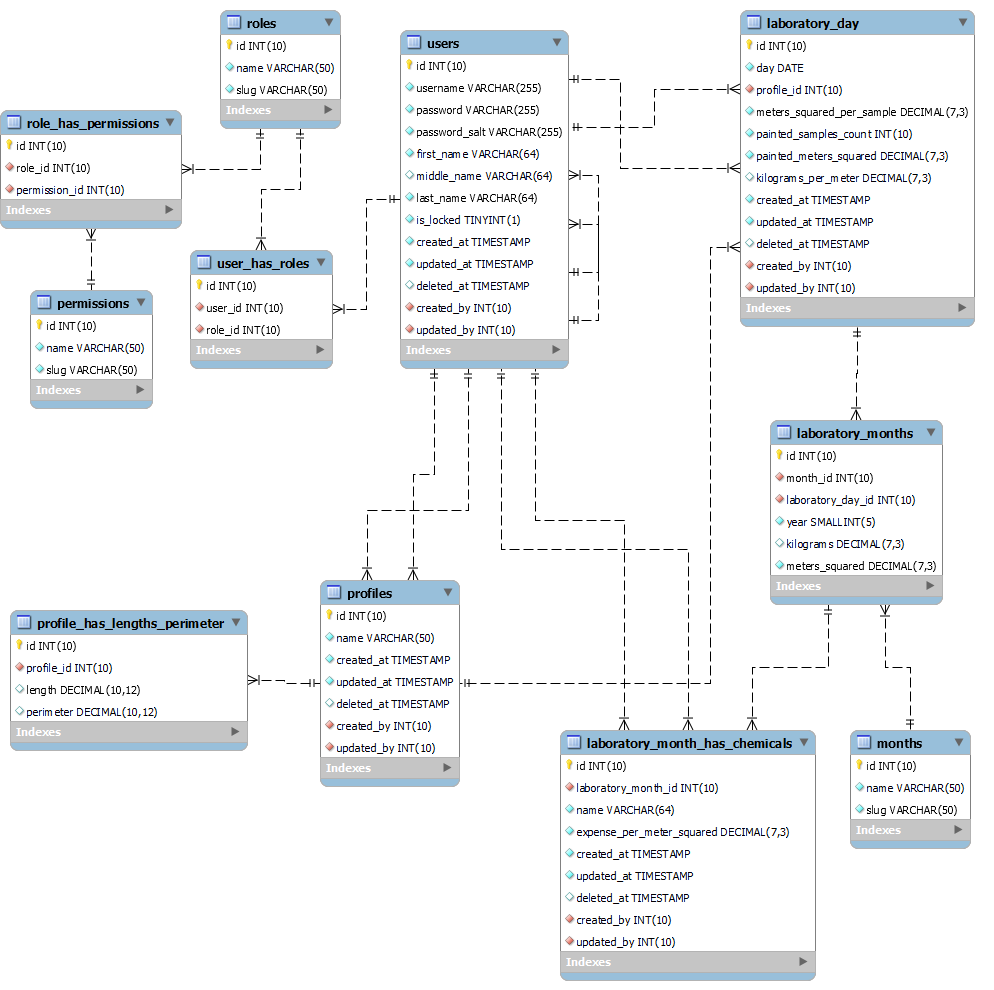 roles
id INT(10)
name VARCHAR(50)
slug VARCHAR(50)
Indexes
role_has_permissions
id INT(10)
role_id INT(10)
permission_id INT(10)
Indexes
permissions
id INT(10)
name VARCHAR(50)
slug VARCHAR(50)
Indexes
user_has_roles
id INT(10)
user_id INT(10)
role_id INT(10)
Indexes
users
id INT(10)
username VARCHAR(255)
password VARCHAR(255)
password_salt VARCHAR(255)
first_name VARCHAR(64)
middle_name VARCHAR(64)
last_name VARCHAR(64)
is_locked TINYINT(1)
created_at TIMESTAMP
updated_at TIMESTAMP
deleted_at TIMESTAMP
created_by INT(10)
updated_by INT(10)
Indexes
laboratory_day
id INT(10)
day DATE
profile_id INT(10)
meters_squared_per_sample DECIMAL(7,3)
painted_samples_count INT(10)
painted_meters_squared DECIMAL(7,3)
kilograms_per_meter DECIMAL(7,3)
created_at TIMESTAMP
updated_at TIMESTAMP
deleted_at TIMESTAMP
created_by INT(10)
updated_by INT(10)
Indexes
laboratory_months
id INT(10)
month_id INT(10)
laboratory_day_id INT(10)
year SMALLINT(5)
kilograms DECIMAL(7,3)
meters_squared DECIMAL(7,3)
Indexes
profile_has_lengths_perimeter
id INT(10)
profile_id INT(10)
length DECIMAL(10,12)
perimeter DECIMAL(10,12)
Indexes
profiles
id INT(10)
name VARCHAR(50)
created_at TIMESTAMP
updated_at TIMESTAMP
deleted_at TIMESTAMP
created_by INT(10)
updated_by INT(10)
Indexes
laboratory_month_has_chemicals
id INT(10)
laboratory_month_id INT(10)
name VARCHAR(64)
expense_per_meter_squared DECIMAL(7,3)
created_at TIMESTAMP
updated_at TIMESTAMP
deleted_at TIMESTAMP
created_by INT(10)
updated_by INT(10)
Indexes
months
id INT(10)
name VARCHAR(50)
slug VARCHAR(50)
Indexes